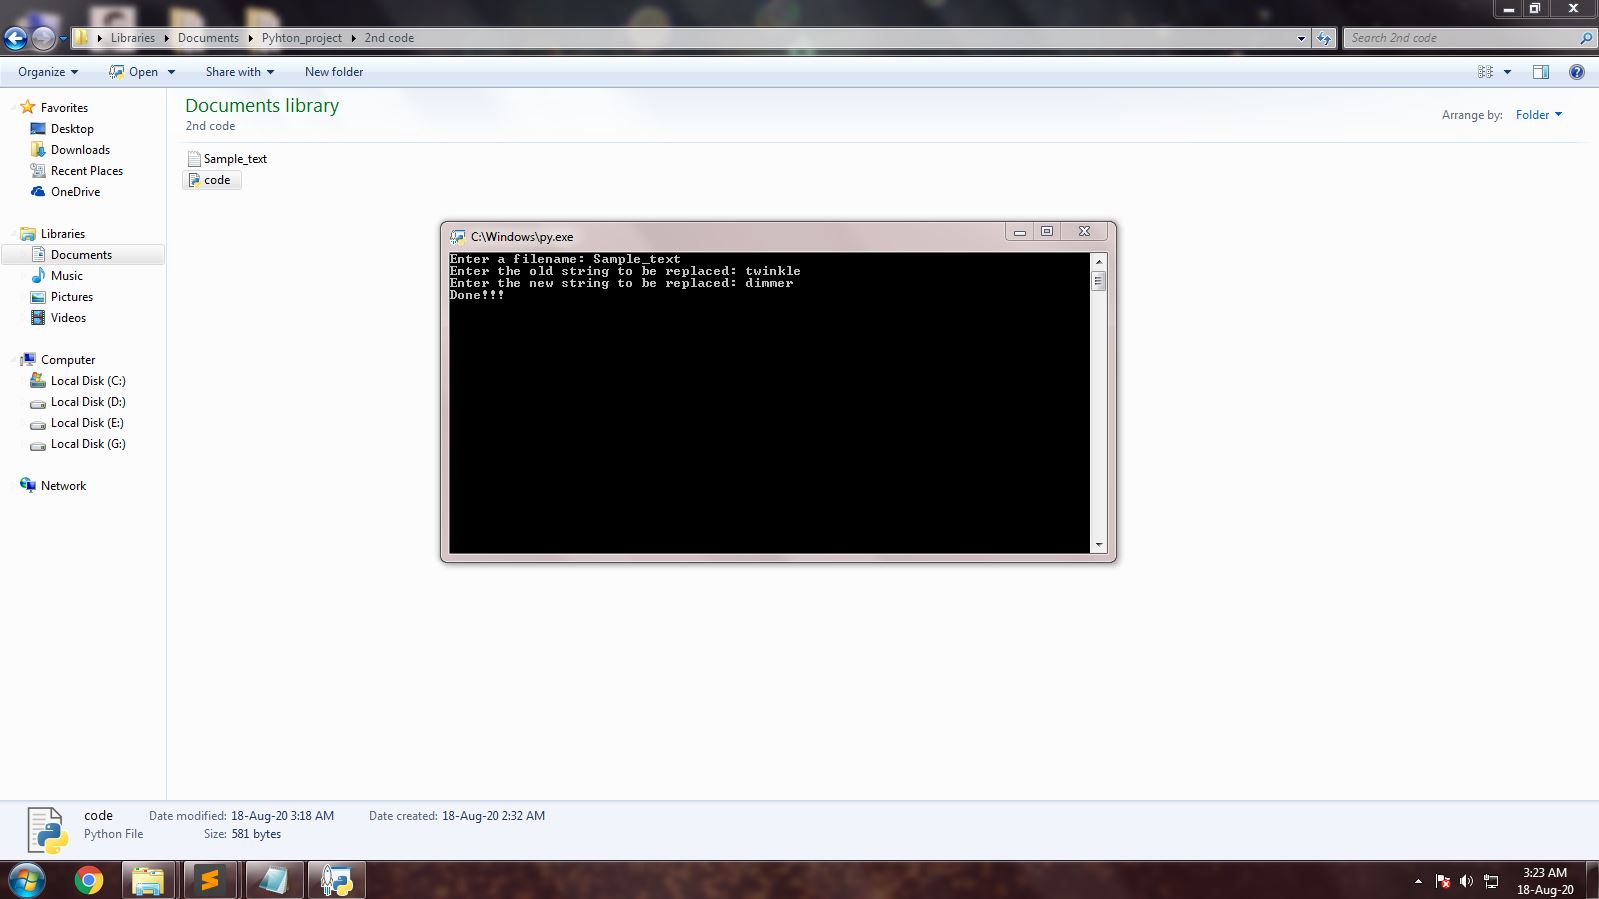 Libraries Documents Pyhton_project 2nd code
Search 2nd code
Organize Open Share with New folder
Documents library
2nd code
Arrange by: Folder
Favorites
Desktop
Downloads
Recent Places
OneDrive
Libraries
Documents
Music
Pictures
Videos
Computer
Local Disk (C:)
Local Disk (D:)
Local Disk (E:)
Local Disk (G:)
Network
Sample_text
code
C:\Windows\py.exe
Enter a filename: Sample_text
Enter the old string to be replaced: twinkle
Enter the new string to be replaced: dimmer
Done!!!
code Date modified: 18-Aug-20 3:18 AM Date created: 18-Aug-20 2:32 AM
Python File Size: 581 bytes
3:23 AM
18-Aug-20